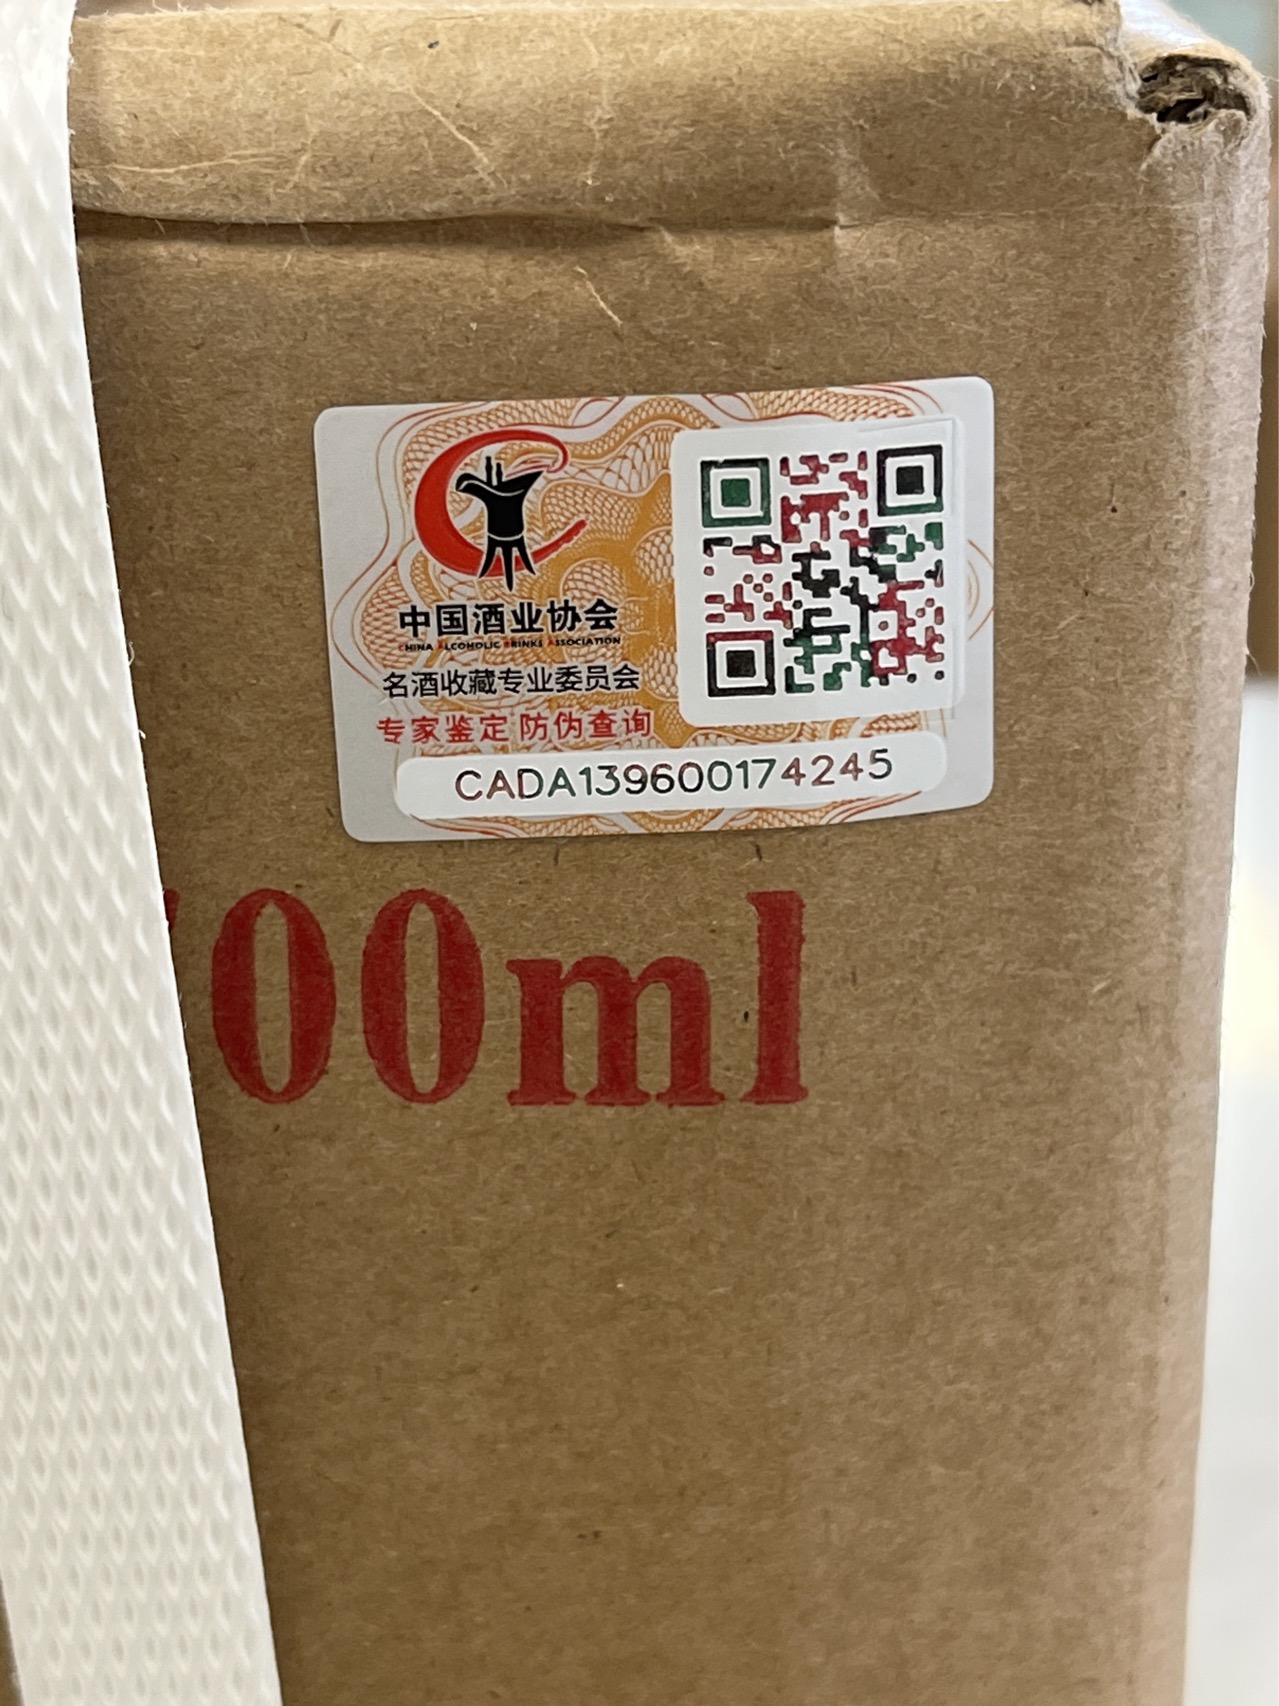 中国酒业协会
CHINA ALCOHOLIC DRINKS ASSOCIATION
名酒收藏专业委员会
专家鉴定 防伪查询
CADA139600174245
00ml